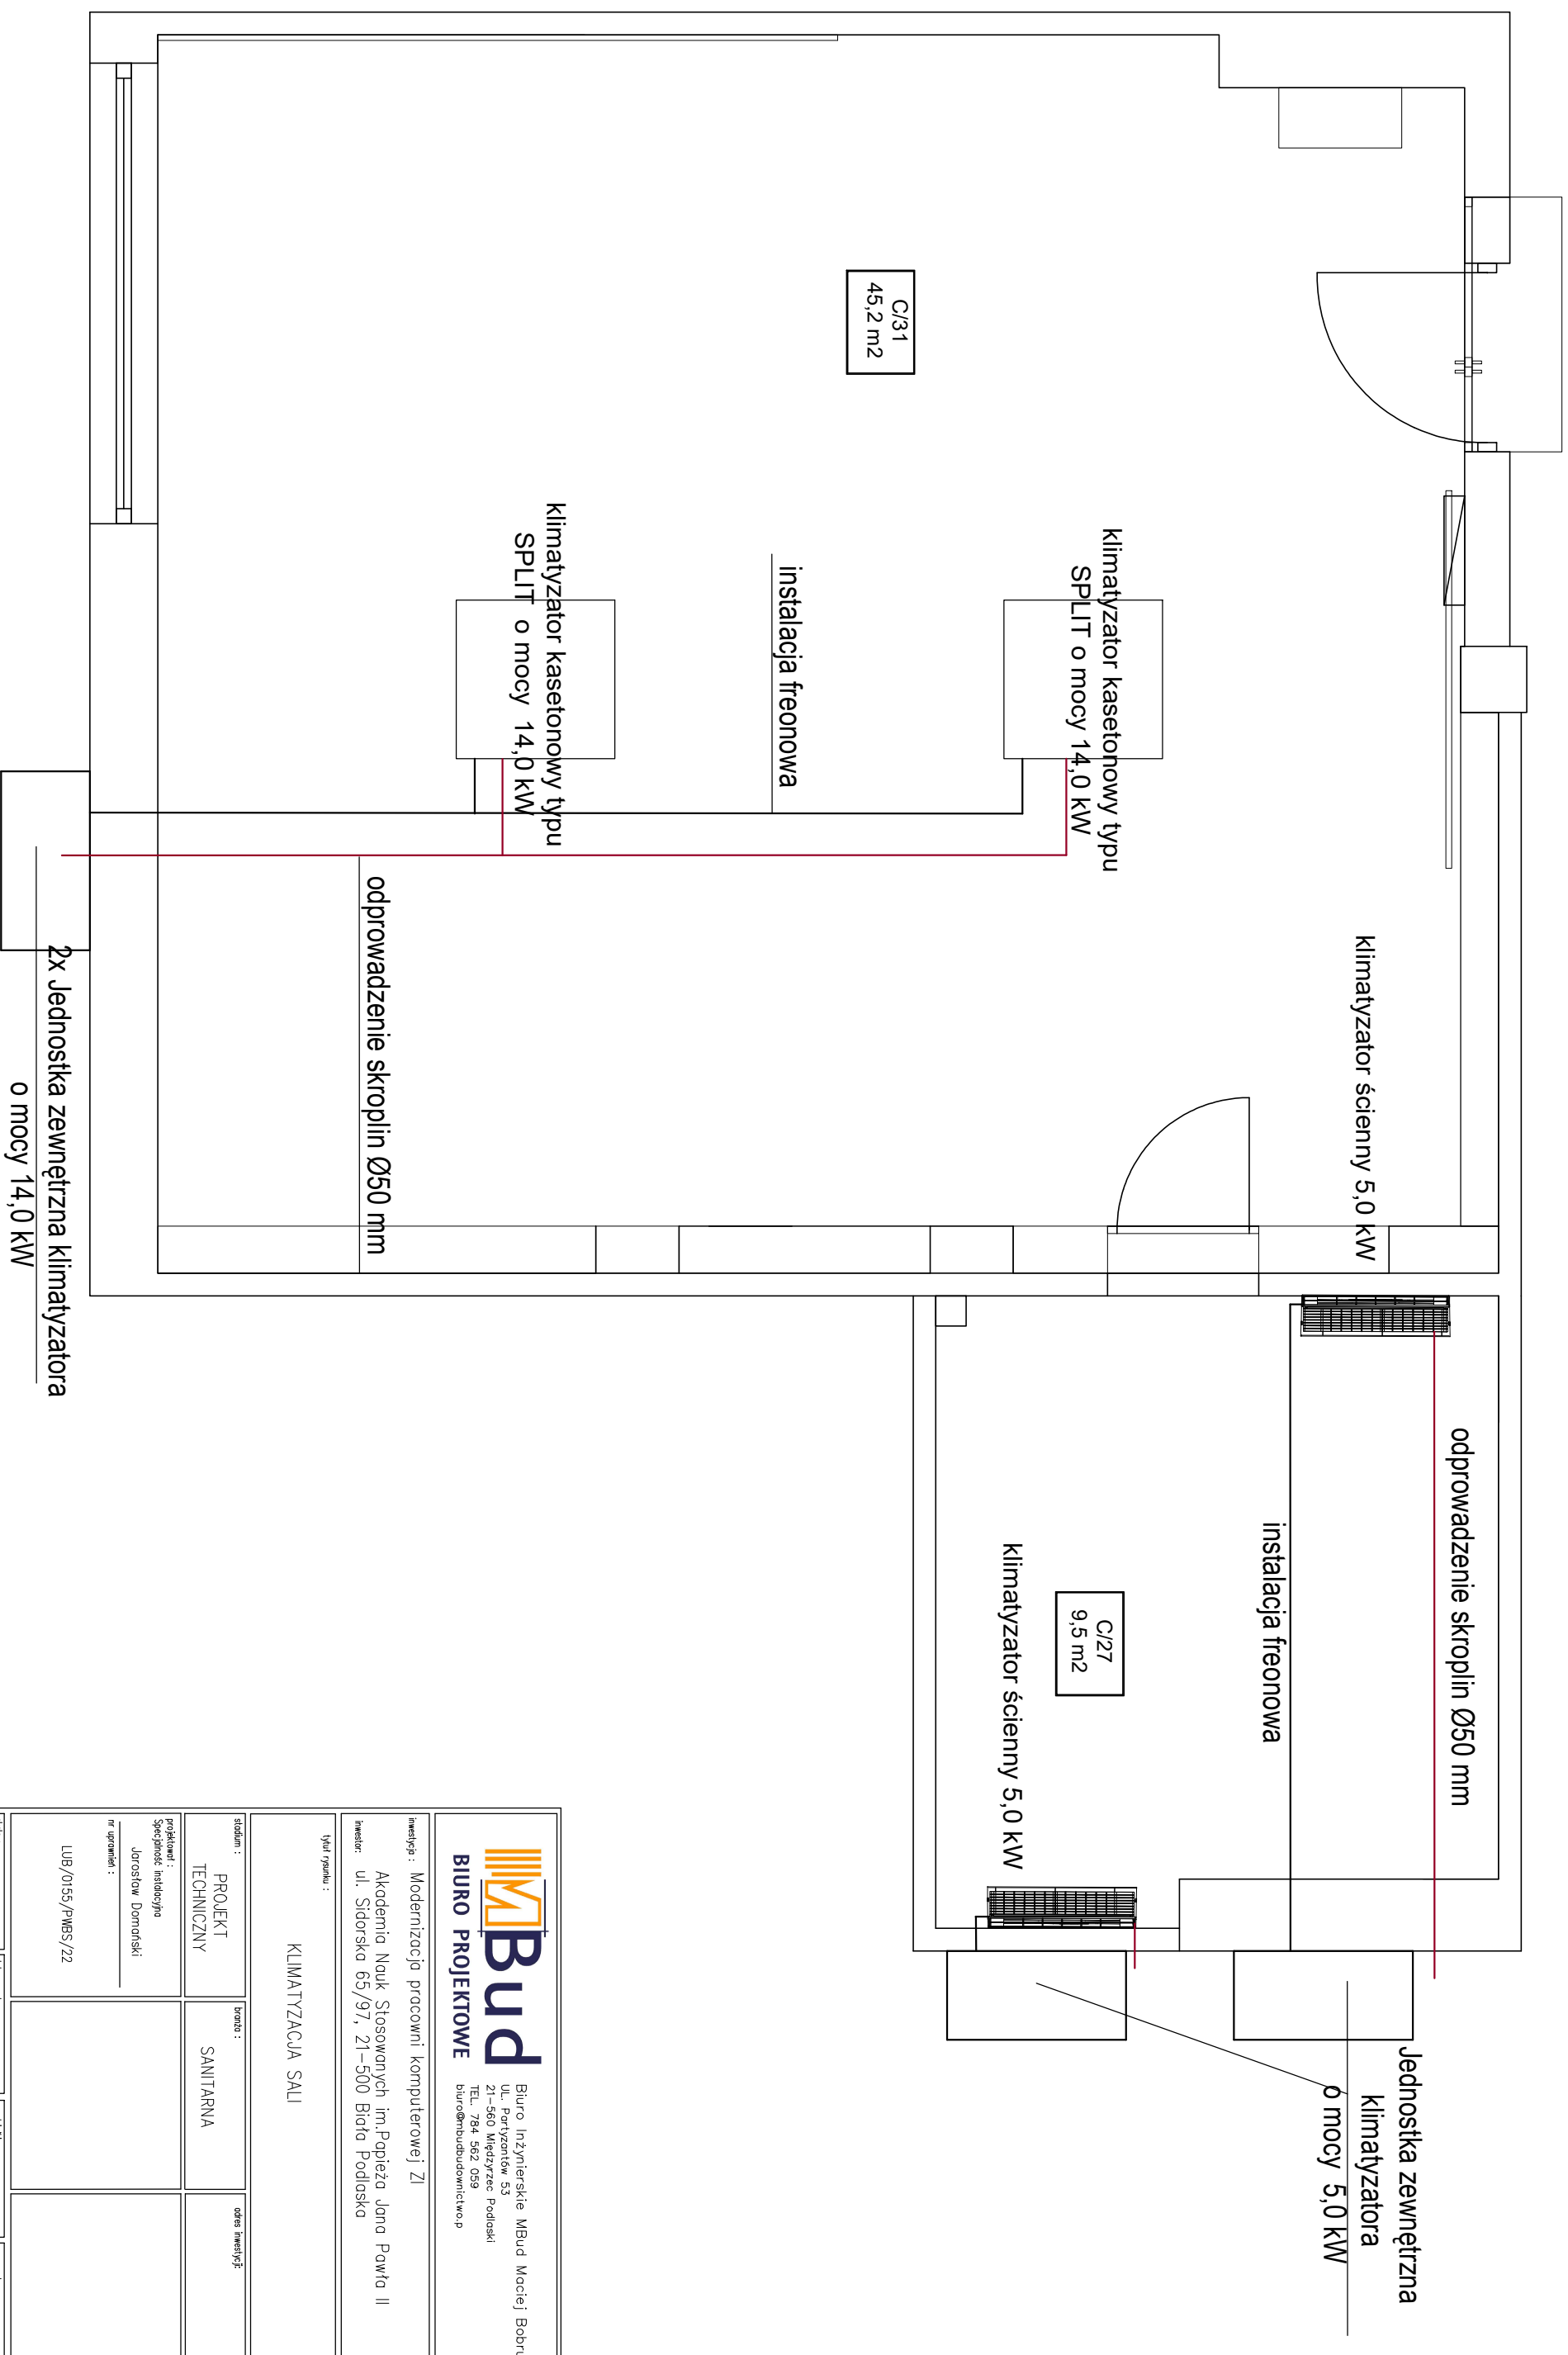 C/31
45,2 m2
klimatyzator kasetonowy typu
SPLIT o mocy 14,0 kW
instalacja freonowa
klimatyzator kasetonowy typu
SPLIT o mocy 14,0 kW
klimatyzator ścienny 5,0 kW
odprowadzenie skroplin Ø50 mm
2x Jednostka zewnętrzna klimatyzatora
o mocy 14,0 kW
odprowadzenie skroplin Ø50 mm
instalacja freonowa
C/27
9,5 m2
klimatyzator ścienny 5,0 kW
Jednostka zewnętrzna
klimatyzatora
o mocy 5,0 kW
MBud
BIURO PROJEKTOWE
Biuro Inżynierskie MBud Maciej Bobru
UL. Partyzantów 53
21-560 Międzyrzec Podlaski
TEL. 784 562 059
biuro@mbudbudownictwo.p
inwestycja : Modernizacja pracowni komputerowej ZI
Akademia Nauk Stosowanych im.Papieża Jana Pawła II
inwestor: ul. Sidorska 65/97, 21-500 Biała Podlaska
tytuł rysunku :
KLIMATYZACJA SALI
stadium :
PROJEKT
TECHNICZNY
branża :
SANITARNA
adres inwestycji:
projektował :
Specjalność instalacyjna
Jarosław Domański
nr uprawnień :
LUB/0155/PWBS/22